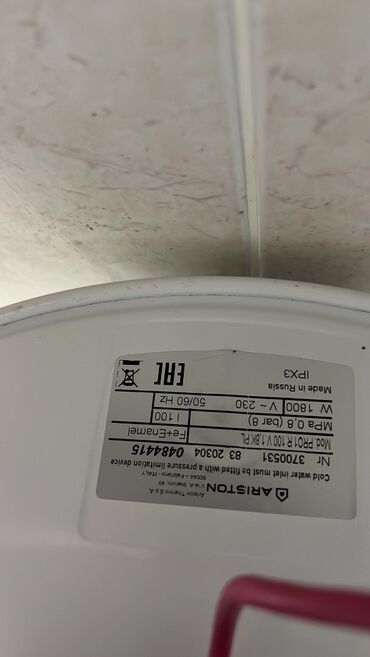 ARISTON
Ariston Thermo S.p.A.
V.le A. Merloni, 45
60044 - Fabriano - ITALY
Cold water inlet must be fitted with a pressure limitation device
Nr 3700531 83 20304 0484415
Mod. PRO1 R 100 V 1,8K PL
MPa 0,8 (bar 8) l 100 Fe+Enamel
W 1800 V~ 230 50/60 Hz
Made in Russia
IPX3
EAC